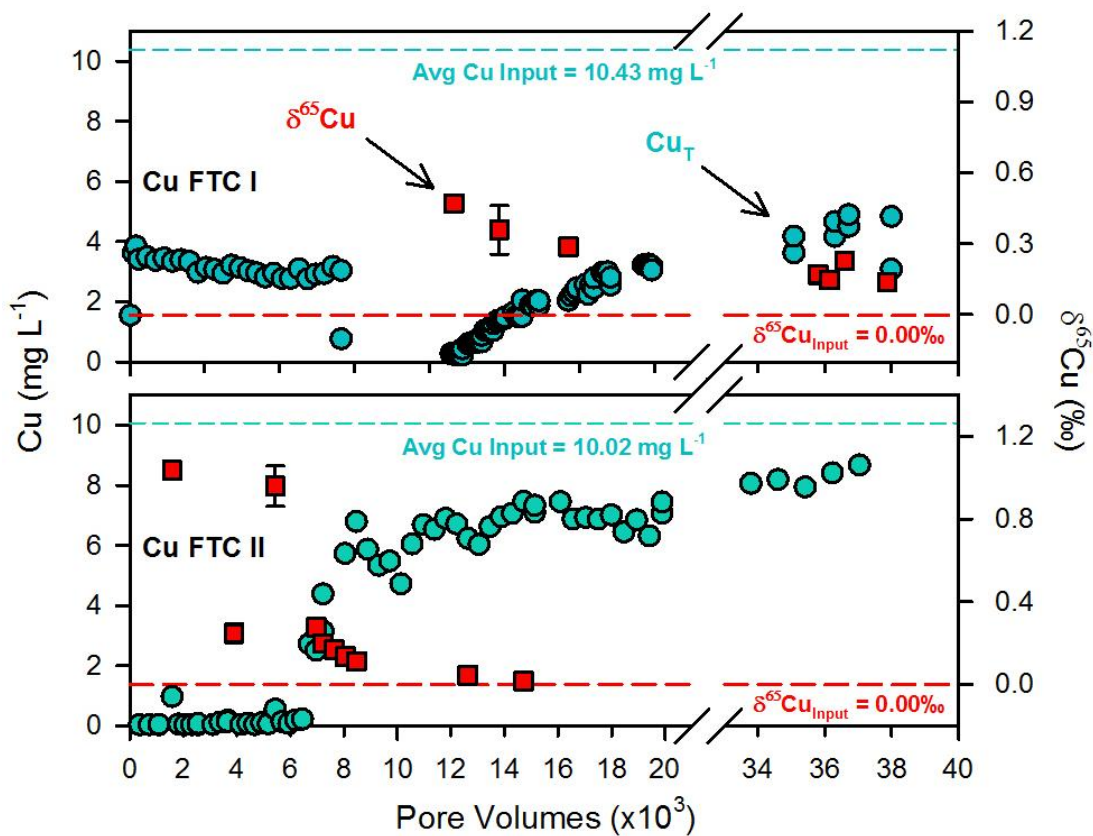 1.2
10
Avg Cu Input = 10.43 mg L⁻¹
0.9
8
δ⁶⁵Cu
Cu_T
6
Cu FTC I
0.6
4
0.3
2
0.0
0
δ⁶⁵Cu_Input = 0.00‰
Cu (mg L⁻¹)
δ⁶⁵Cu (‰)
10
Avg Cu Input = 10.02 mg L⁻¹
1.2
8
0.8
6
Cu FTC II
4
0.4
2
0.0
0
δ⁶⁵Cu_Input = 0.00‰
0 2 4 6 8 10 12 14 16 18 20 34 36 38 40
Pore Volumes (x10³)